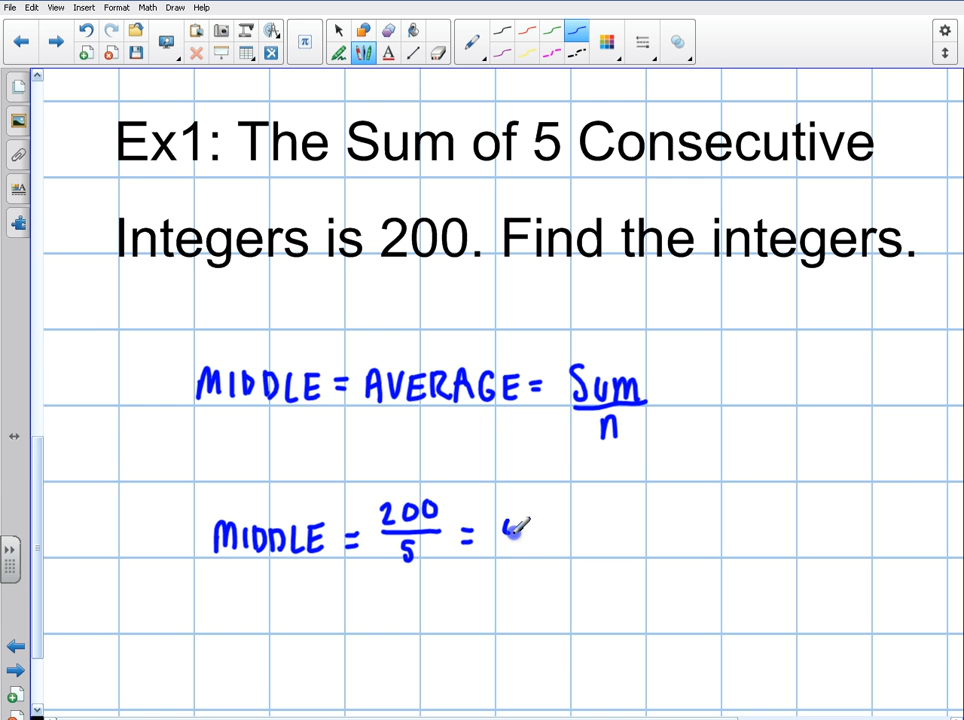 File Edit View Insert Format Math Draw Help
π
A
Ex1: The Sum of 5 Consecutive
Integers is 200. Find the integers.
MIDDLE = AVERAGE = Sum
n
MIDDLE = 200
5
=